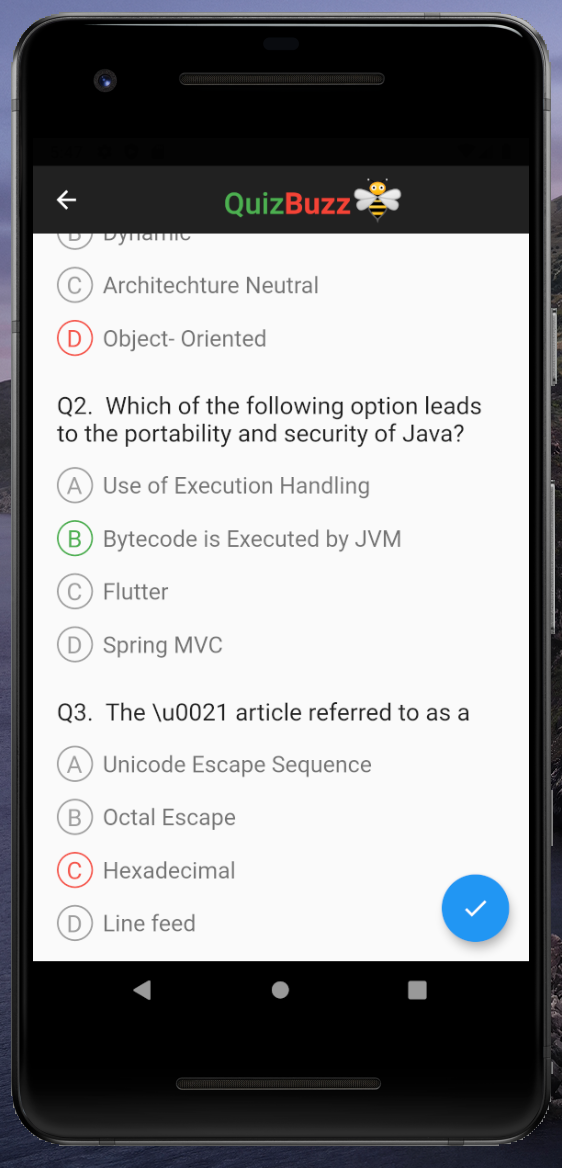 QuizBuzz
B Dynamic
C Architechture Neutral
D Object- Oriented
Q2. Which of the following option leads
to the portability and security of Java?
A Use of Execution Handling
B Bytecode is Executed by JVM
C Flutter
D Spring MVC
Q3. The \u0021 article referred to as a
A Unicode Escape Sequence
B Octal Escape
C Hexadecimal
D Line feed